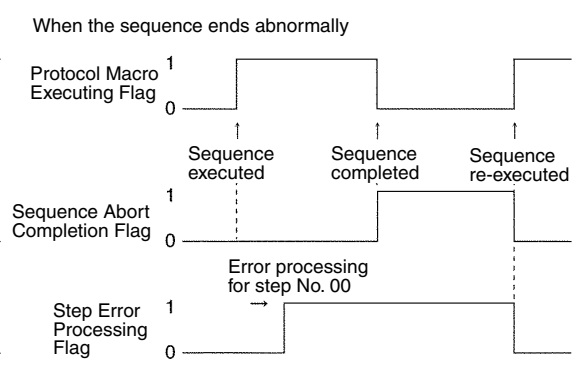 When the sequence ends abnormally
Protocol Macro
Executing Flag
1
0
Sequence
executed
Sequence
completed
Sequence
re-executed
Sequence Abort
Completion Flag
1
0
Error processing
for step No. 00
Step Error
Processing
Flag
1
0